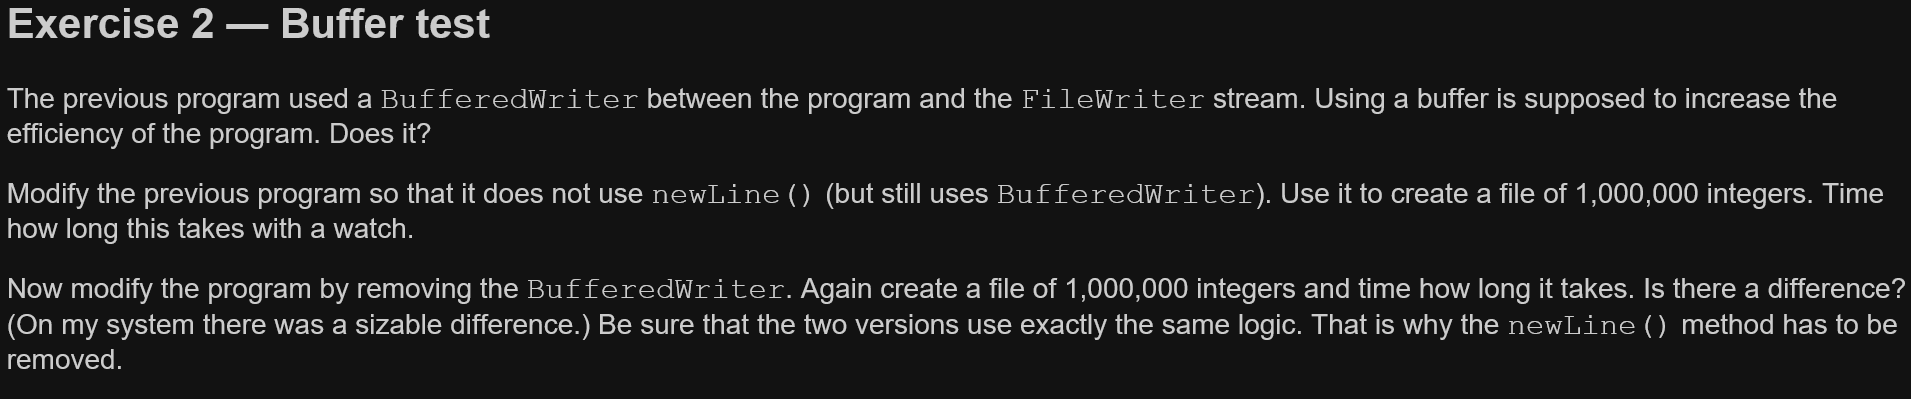 Exercise 2 — Buffer test
The previous program used a BufferedWriter between the program and the FileWriter stream. Using a buffer is supposed to increase the
efficiency of the program. Does it?
Modify the previous program so that it does not use newLine() (but still uses BufferedWriter). Use it to create a file of 1,000,000 integers. Time
how long this takes with a watch.
Now modify the program by removing the BufferedWriter. Again create a file of 1,000,000 integers and time how long it takes. Is there a difference?
(On my system there was a sizable difference.) Be sure that the two versions use exactly the same logic. That is why the newLine() method has to be
removed.